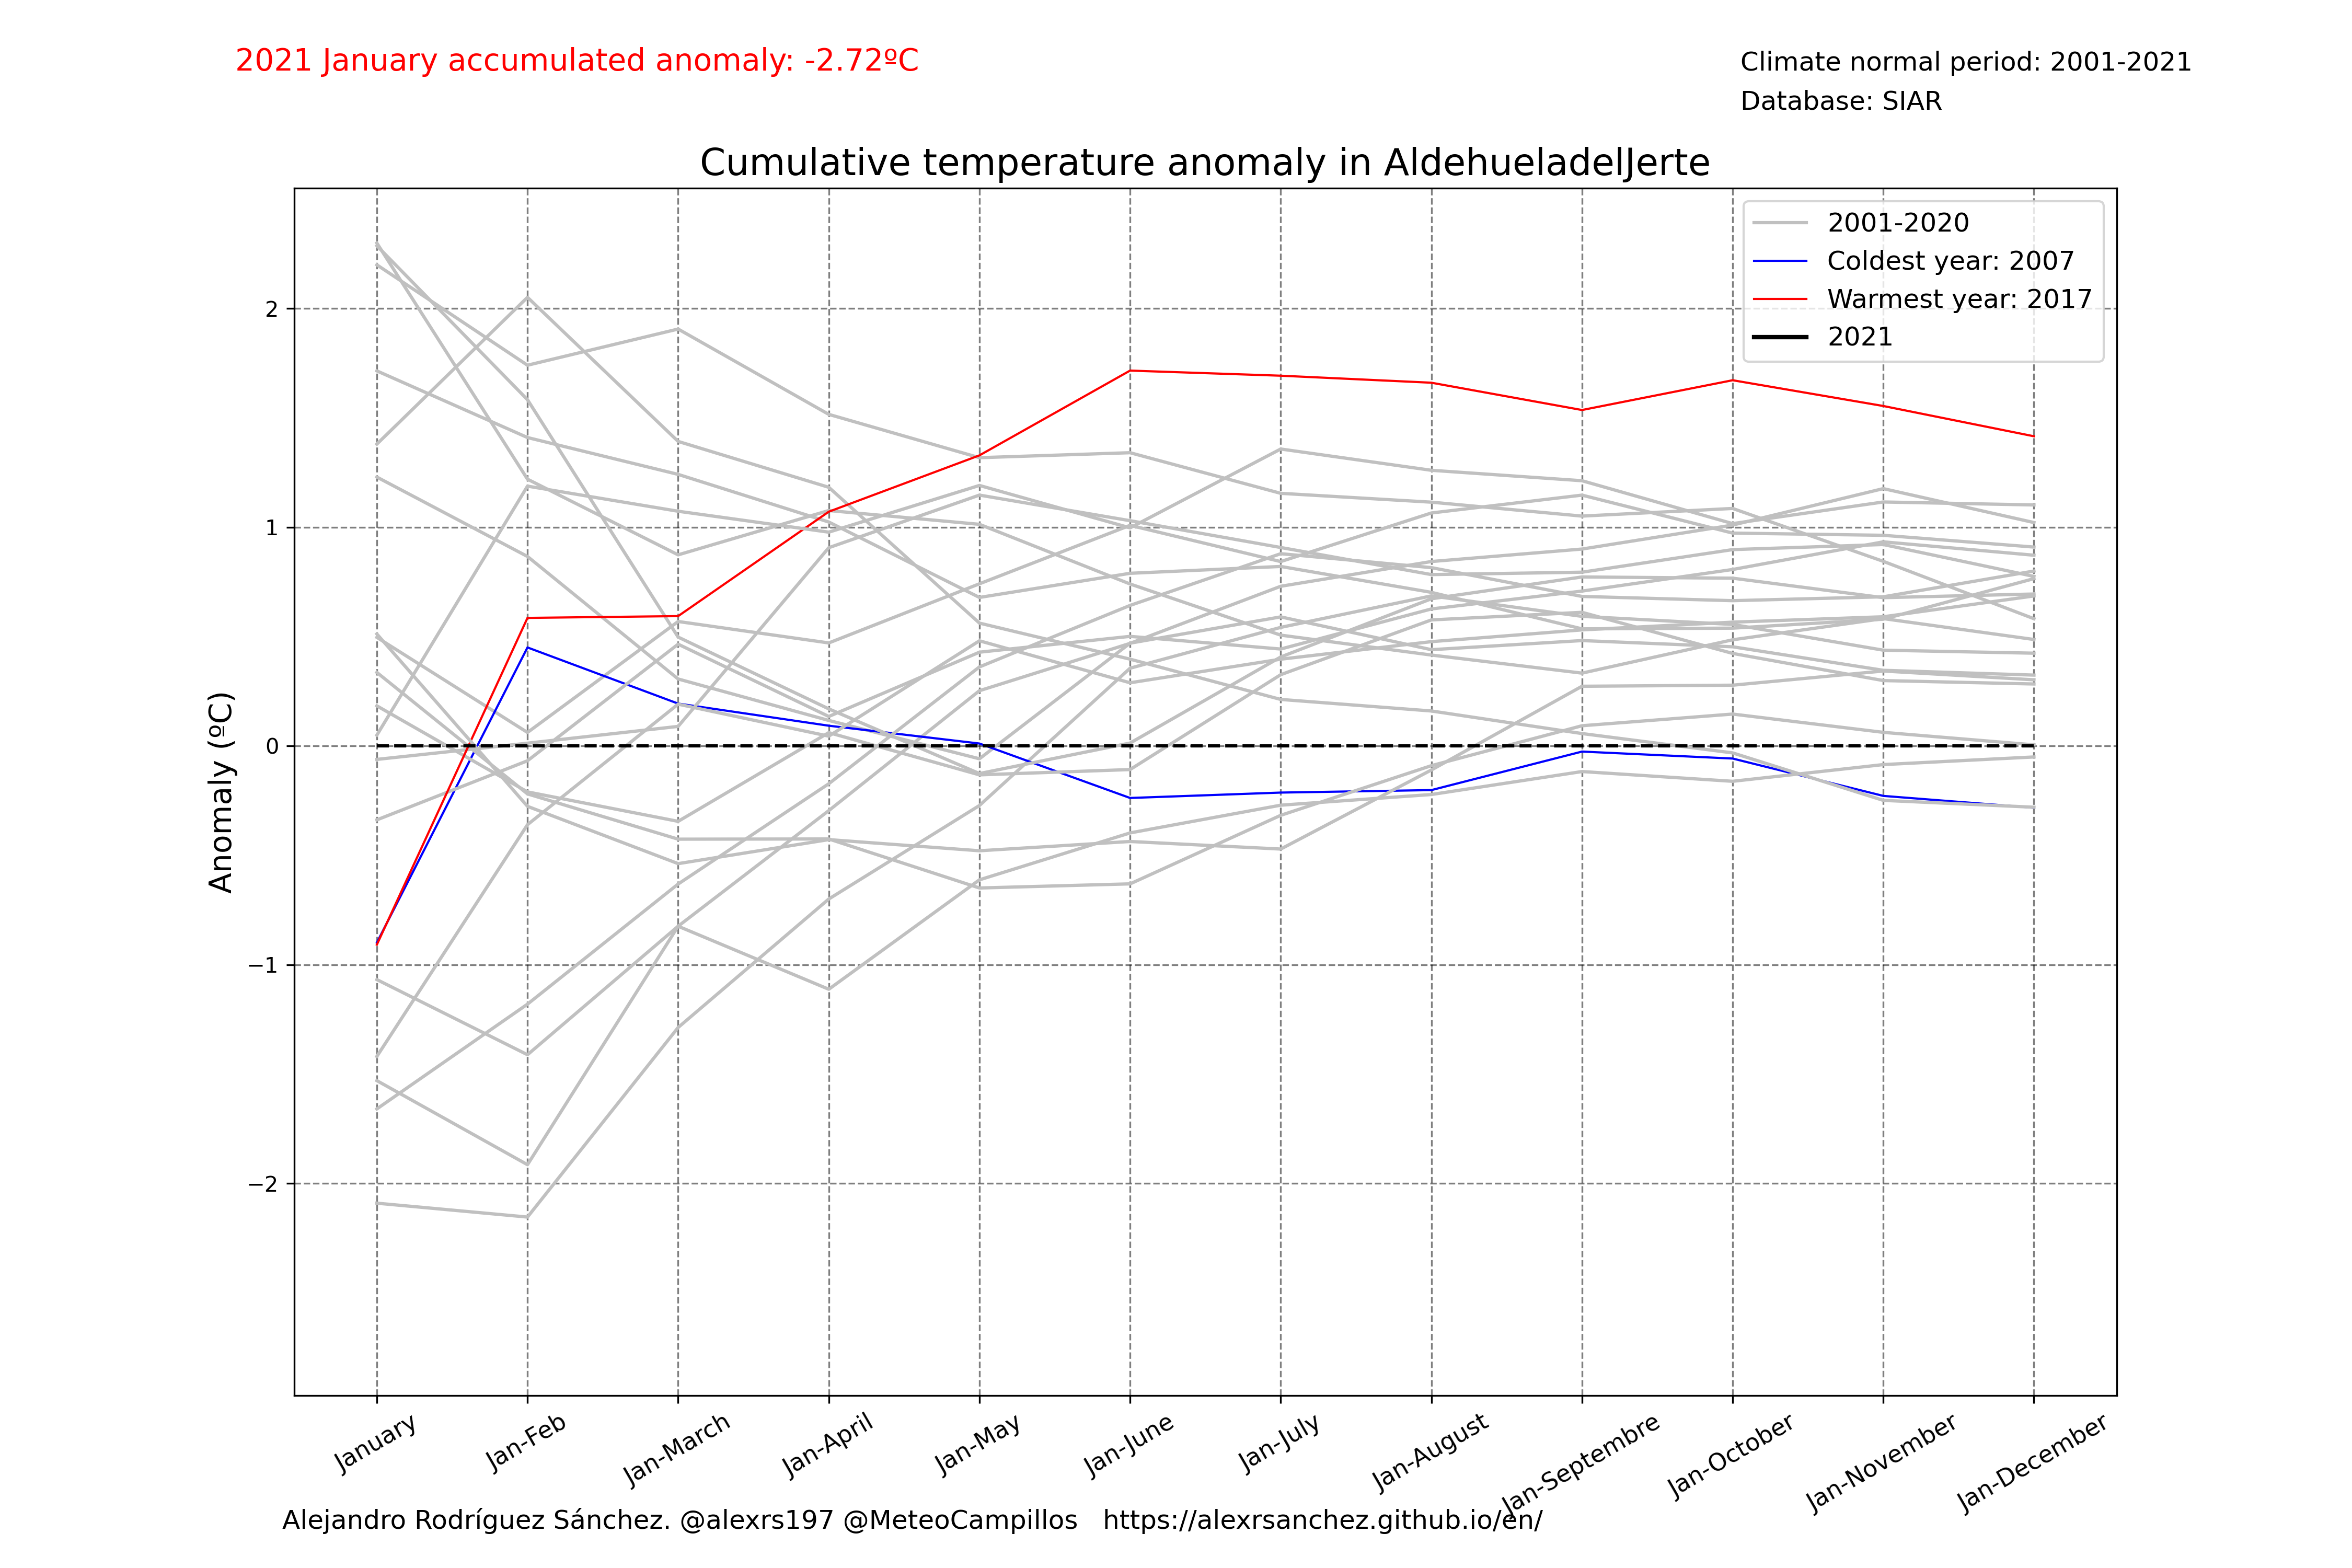 2021 January accumulated anomaly: -2.72ºC
Climate normal period: 2001-2021
Database: SIAR
Cumulative temperature anomaly in AldehueladelJerte
2001-2020
Coldest year: 2007
Warmest year: 2017
2021
Anomaly (ºC)
2
1
0
−1
−2
January
Jan-Feb
Jan-March
Jan-April
Jan-May
Jan-June
Jan-July
Jan-August
Jan-Septembre
Jan-October
Jan-November
Jan-December
Alejandro Rodríguez Sánchez. @alexrs197 @MeteoCampillos https://alexrsanchez.github.io/en/